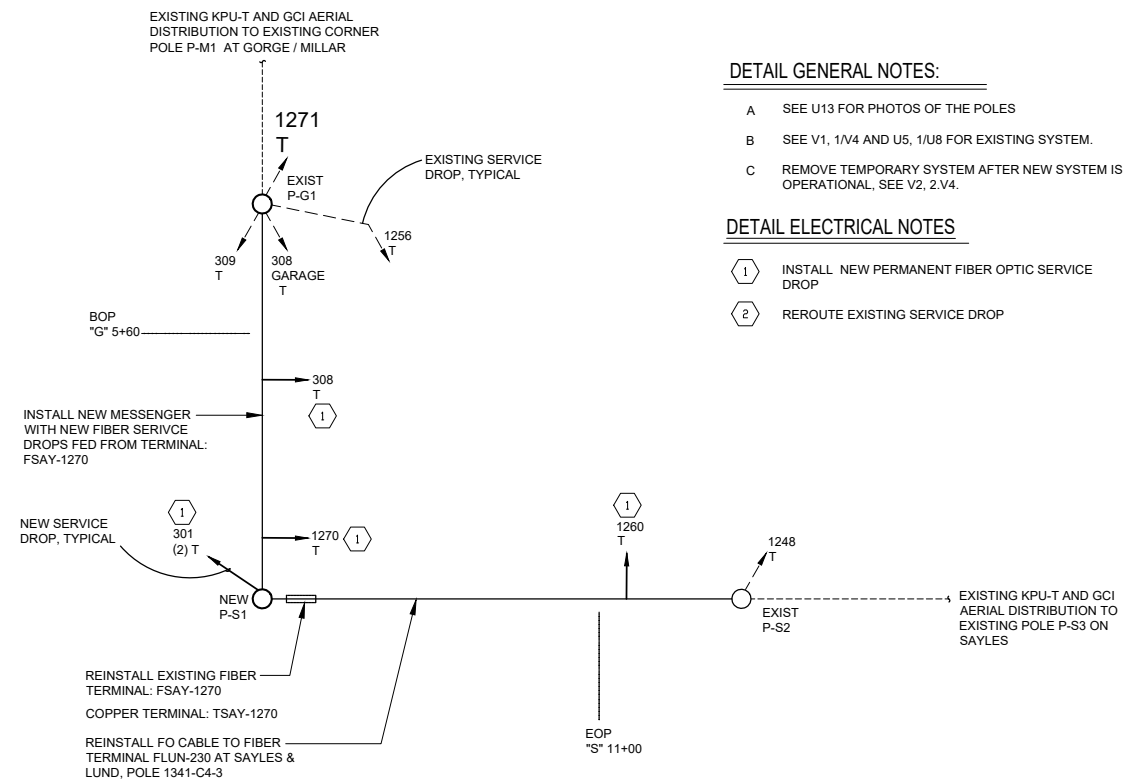 EXISTING KPU-T AND GCI AERIAL
DISTRIBUTION TO EXISTING CORNER
POLE P-M1 AT GORGE / MILLAR
1271
T
EXIST
P-G1
EXISTING SERVICE
DROP, TYPICAL
1256
T
309
T
308
GARAGE
T
BOP
"G" 5+60
308
T
1
INSTALL NEW MESSENGER
WITH NEW FIBER SERIVCE
DROPS FED FROM TERMINAL:
FSAY-1270
1
301
(2) T
NEW SERVICE
DROP, TYPICAL
1270
T
1
1
1260
T
1248
T
NEW
P-S1
EXIST
P-S2
EXISTING KPU-T AND GCI
AERIAL DISTRIBUTION TO
EXISTING POLE P-S3 ON
SAYLES
REINSTALL EXISTING FIBER
TERMINAL: FSAY-1270
COPPER TERMINAL: TSAY-1270
REINSTALL FO CABLE TO FIBER
TERMINAL FLUN-230 AT SAYLES &
LUND, POLE 1341-C4-3
EOP
"S" 11+00
DETAIL GENERAL NOTES:
A SEE U13 FOR PHOTOS OF THE POLES
B SEE V1, 1/V4 AND U5, 1/U8 FOR EXISTING SYSTEM.
C REMOVE TEMPORARY SYSTEM AFTER NEW SYSTEM IS
OPERATIONAL, SEE V2, 2.V4.
DETAIL ELECTRICAL NOTES
1 INSTALL NEW PERMANENT FIBER OPTIC SERVICE
DROP
2 REROUTE EXISTING SERVICE DROP